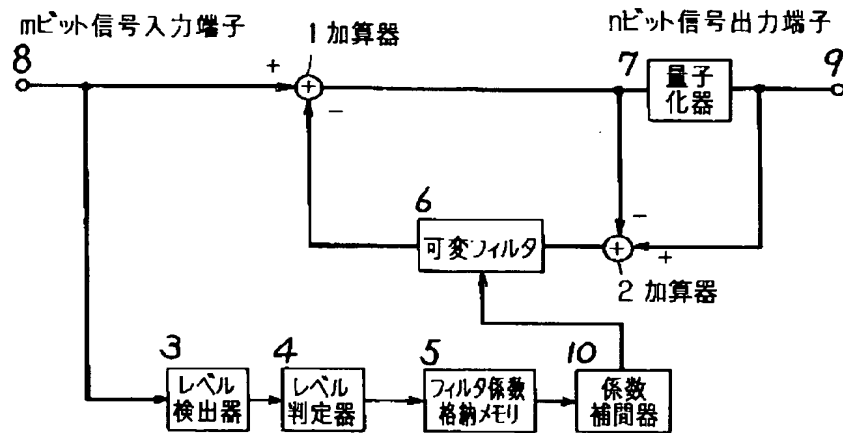 mビット信号入力端子
8
1 加算器
+
+
−
nビット信号出力端子
7
量子
化器
9
6
可変フィルタ
−
+
+
2 加算器
3
レベル
検出器
4
レベル
判定器
5
フィルタ係数
格納メモリ
10
係数
補間器